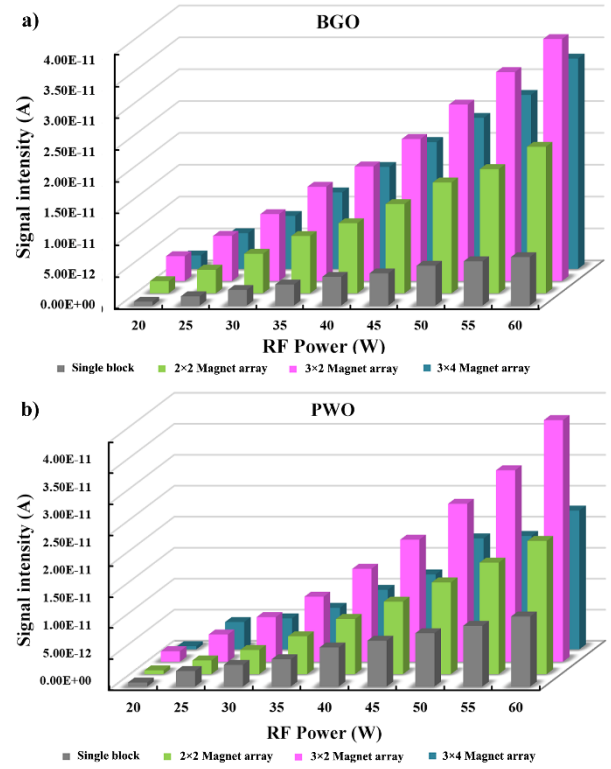 a)
BGO
Signal intensity (A)
4.00E-11
3.50E-11
3.00E-11
2.50E-11
2.00E-11
1.50E-11
1.00E-11
5.00E-12
0.00E+00
20 25 30 35 40 45 50 55 60
RF Power (W)
Single block 2×2 Magnet array 3×2 Magnet array 3×4 Magnet array
b)
PWO
Signal intensity (A)
4.00E-11
3.50E-11
3.00E-11
2.50E-11
2.00E-11
1.50E-11
1.00E-11
5.00E-12
0.00E+00
20 25 30 35 40 45 50 55 60
RF Power (W)
Single block 2×2 Magnet array 3×2 Magnet array 3×4 Magnet array